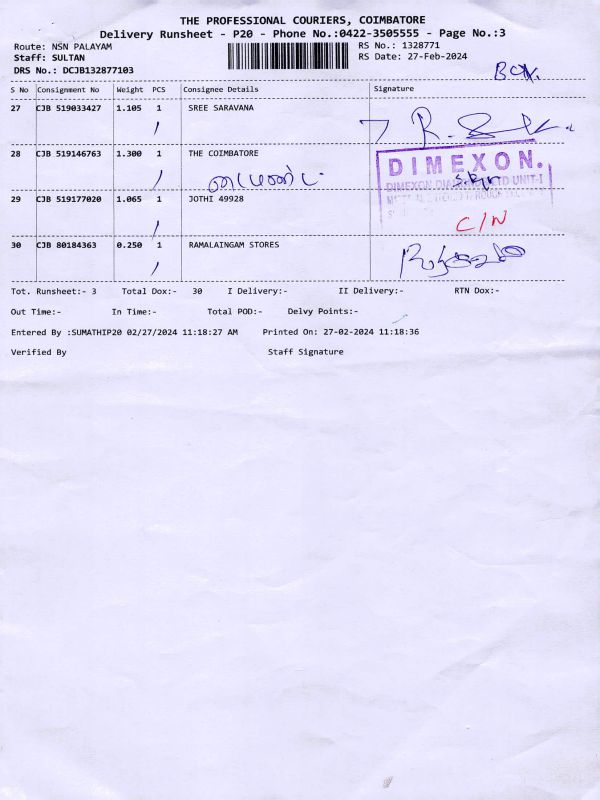 THE PROFESSIONAL COURIERS, COIMBATORE
Delivery Runsheet - P20 - Phone No.:0422-3505555 - Page No.:3
Route: NSN PALAYAM RS No.: 1328771
Staff: SULTAN RS Date: 27-Feb-2024
DRS No.: DCJB132877103
BOX.
S No Consignment No Weight PCS Consignee Details Signature
27 CJB 519033427 1.105 1 SREE SARAVANA
28 CJB 519146763 1.300 1 THE COIMBATORE
DIMEXON.
DIMEXON UNIT-I
29 CJB 519177020 1.065 1 JOTHI 49928
C/N
30 CJB 80184363 0.250 1 RAMALAINGAM STORES
Tot. Runsheet:- 3 Total Dox:- 30 I Delivery:- II Delivery:- RTN Dox:-
Out Time:- In Time:- Total POD:- Delvy Points:-
Entered By :SUMATHIP20 02/27/2024 11:18:27 AM Printed On: 27-02-2024 11:18:36
Verified By Staff Signature